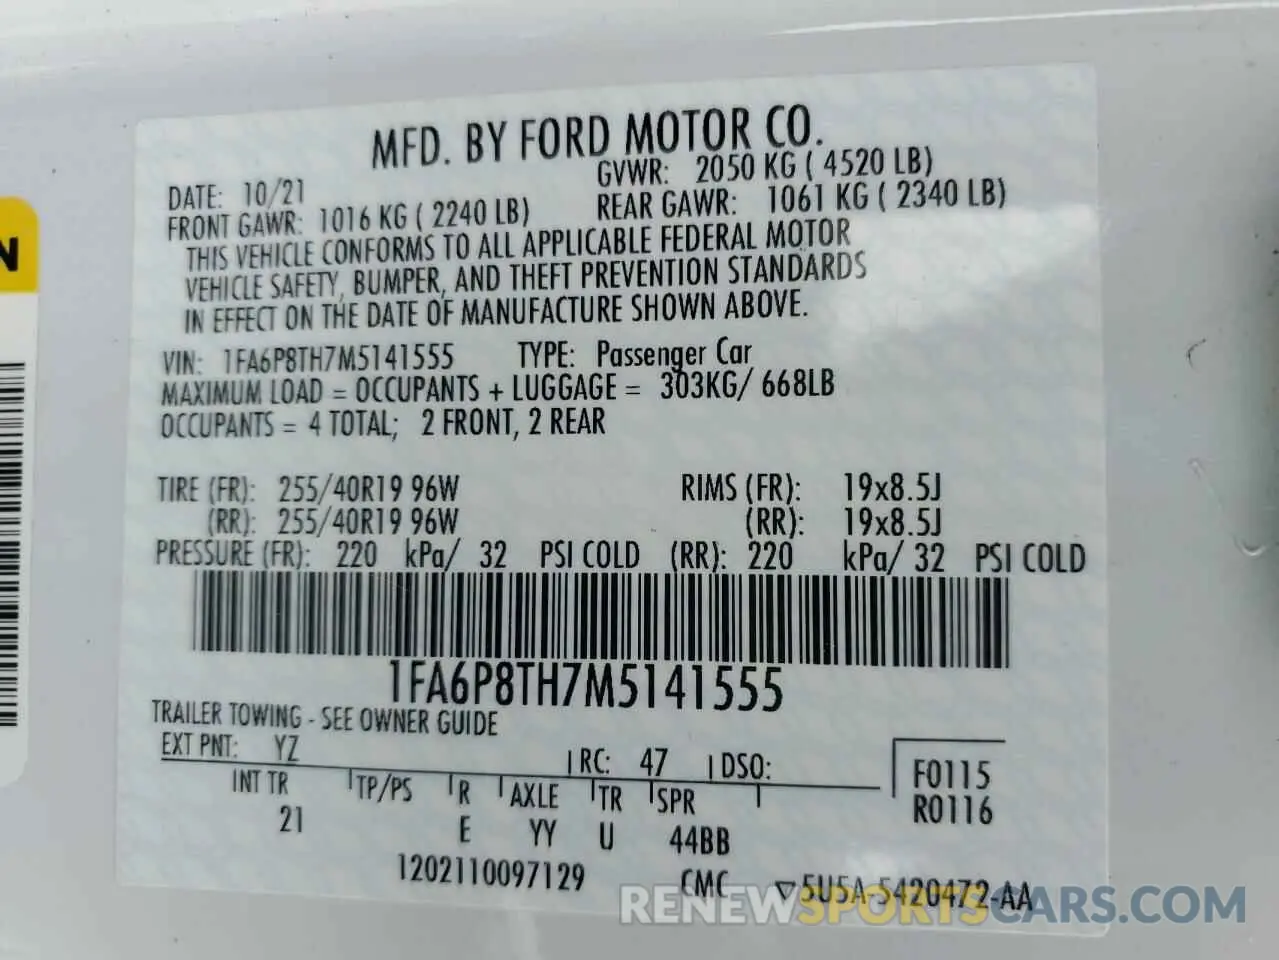 MFD. BY FORD MOTOR CO.
DATE: 10/21 GVWR: 2050 KG ( 4520 LB)
FRONT GAWR: 1016 KG ( 2240 LB) REAR GAWR: 1061 KG ( 2340 LB)
THIS VEHICLE CONFORMS TO ALL APPLICABLE FEDERAL MOTOR
VEHICLE SAFETY, BUMPER, AND THEFT PREVENTION STANDARDS
IN EFFECT ON THE DATE OF MANUFACTURE SHOWN ABOVE.
VIN: 1FA6P8TH7M5141555 TYPE: Passenger Car
MAXIMUM LOAD = OCCUPANTS + LUGGAGE = 303KG/ 668LB
OCCUPANTS = 4 TOTAL; 2 FRONT, 2 REAR
TIRE (FR): 255/40R19 96W RIMS (FR): 19x8.5J
(RR): 255/40R19 96W (RR): 19x8.5J
PRESSURE (FR): 220 kPa/ 32 PSI COLD (RR): 220 kPa/ 32 PSI COLD
1FA6P8TH7M5141555
TRAILER TOWING - SEE OWNER GUIDE
EXT PNT: YZ RC: 47 DSO: F0115
INT TR TP/PS R AXLE TR SPR R0116
21 E YY U 44BB
1202110097129 CMC ▽5U5A-5420472-AA
RENEWSPORTSCARS.COM
N